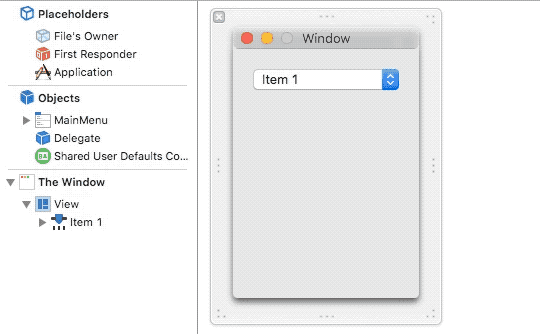 Placeholders
File's Owner
First Responder
Application
Objects
MainMenu
Delegate
Shared User Defaults Co...
The Window
View
Item 1
Window
Item 1